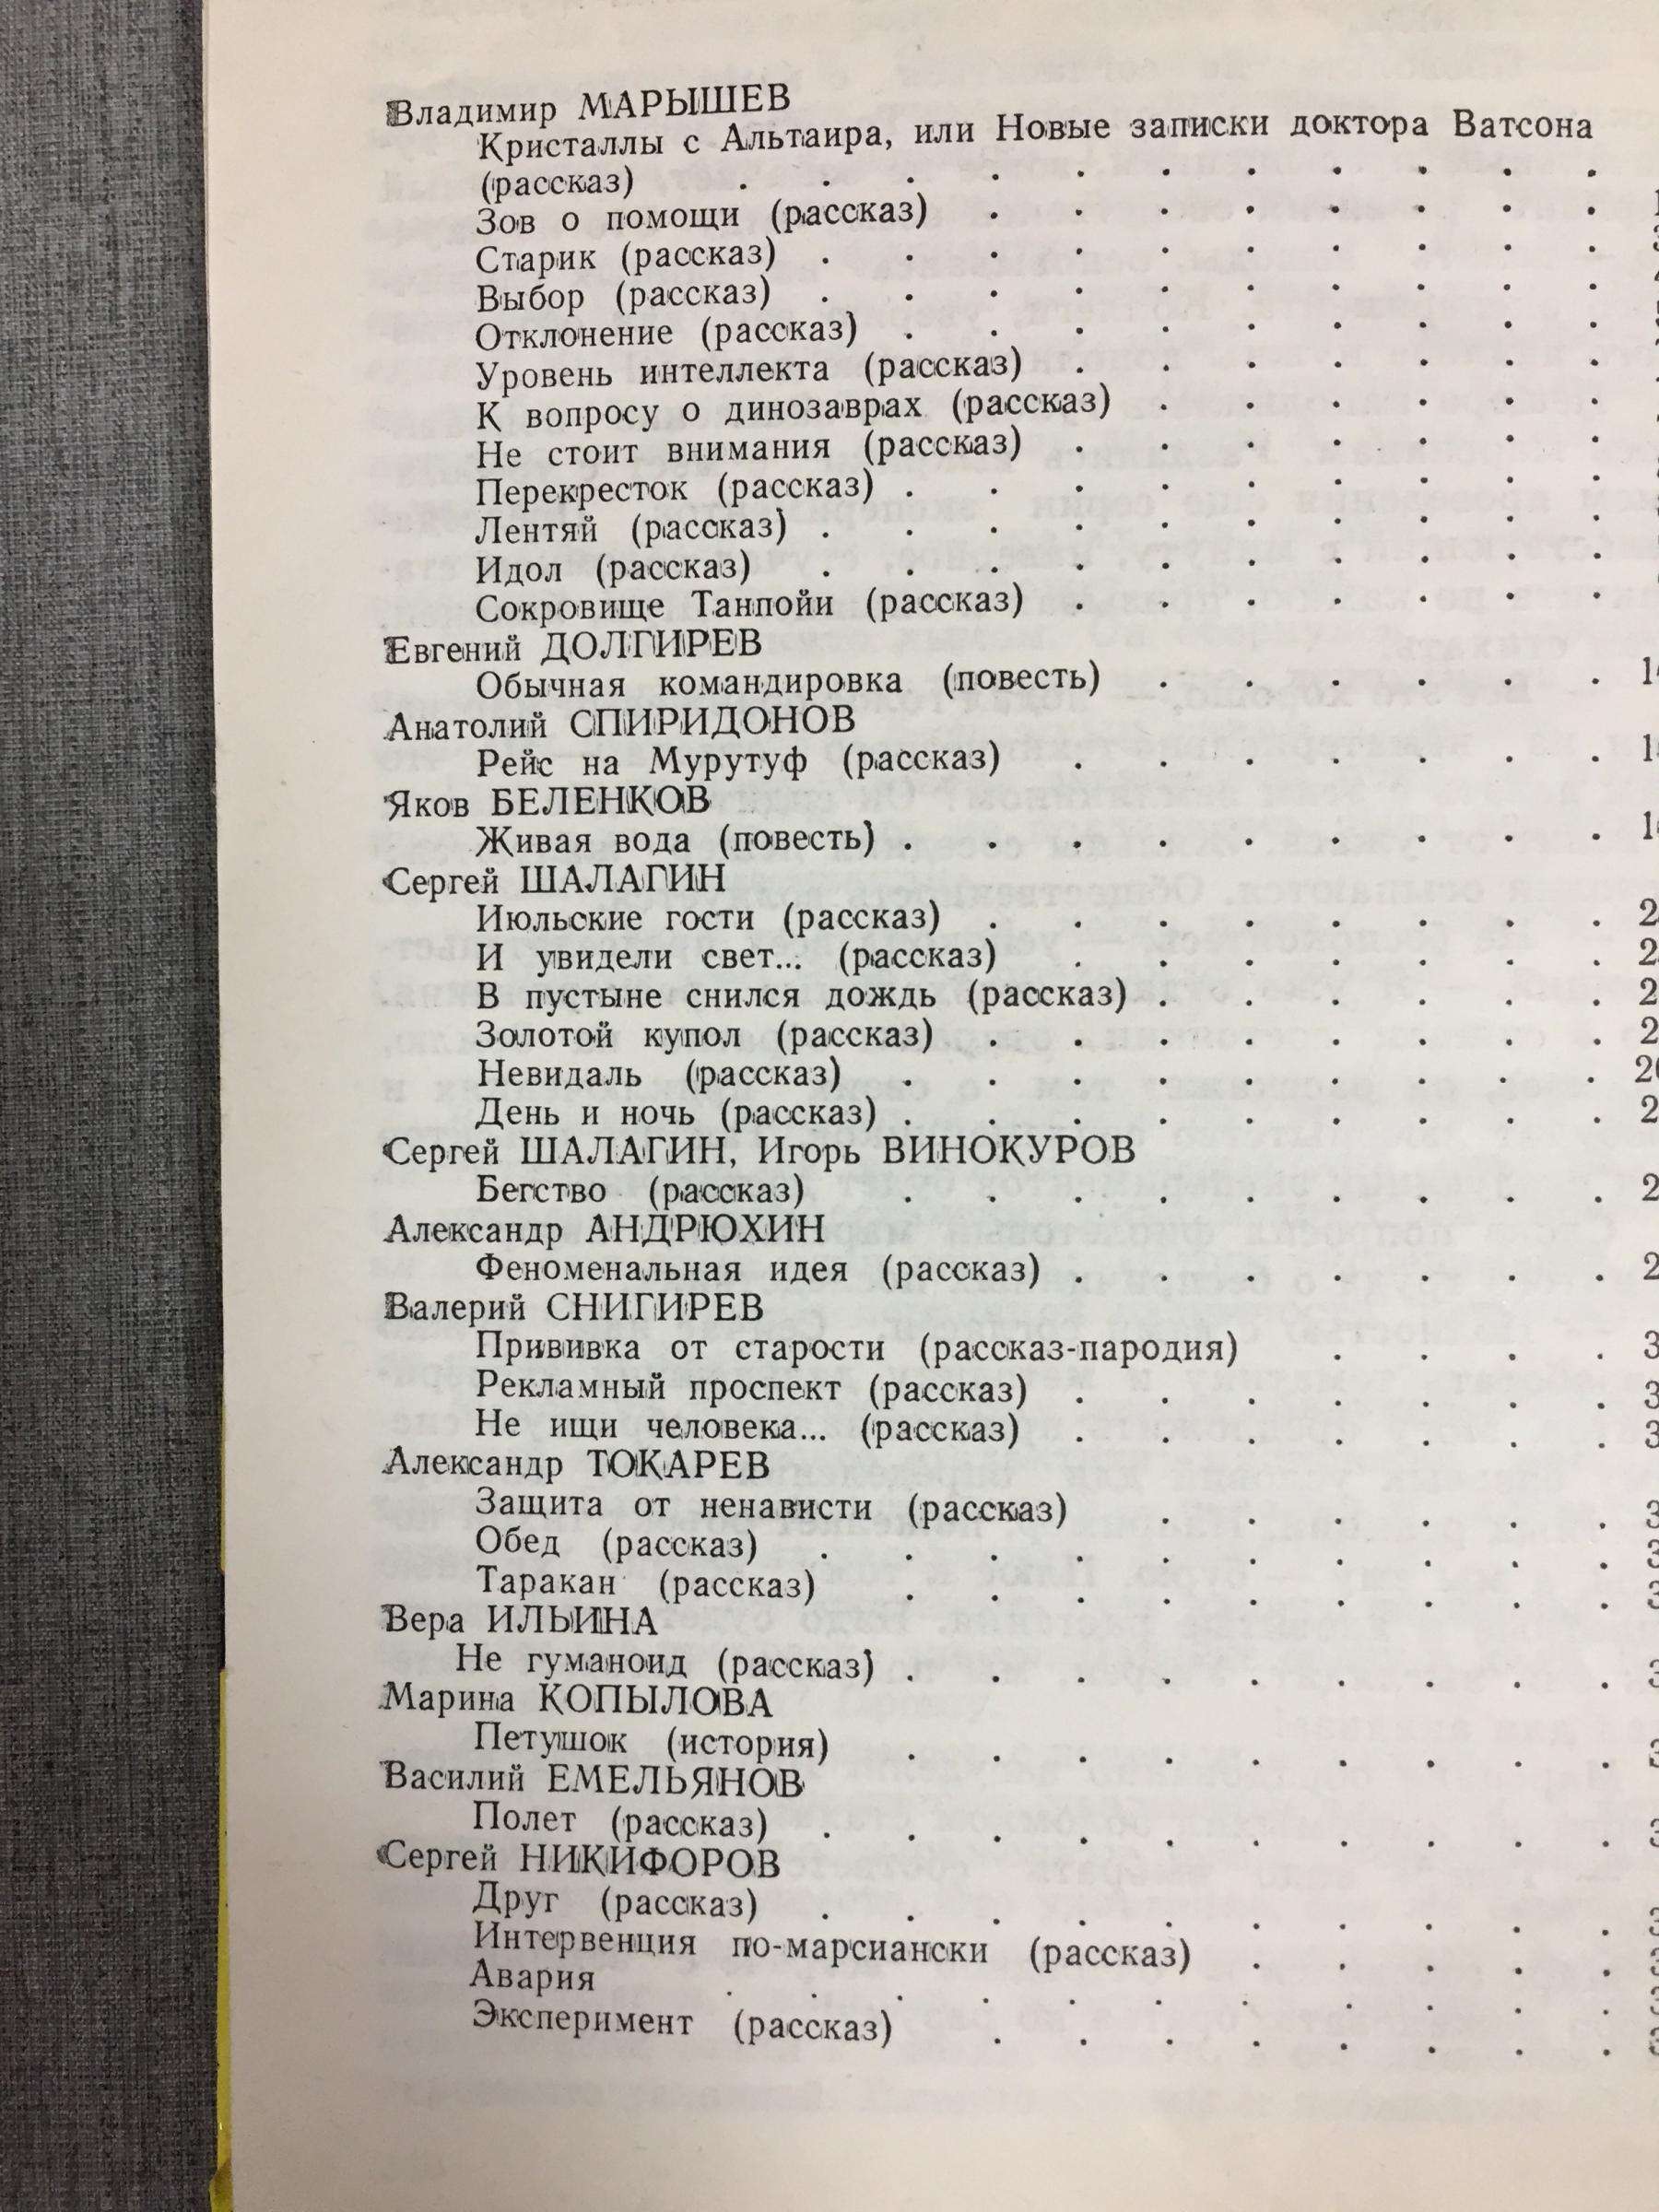 Владимир МАРЫШЕВ
Кристаллы с Альтаира, или Новые записки доктора Ватсона
(рассказ) . . . . . . . . . . .
Зов о помощи (рассказ) . . . . . . . .
Старик (рассказ) . . . . . . . . . .
Выбор (рассказ) . . . . . . . . . .
Отклонение (рассказ) . . . . . . . . .
Уровень интеллекта (рассказ) . . . . . . .
К вопросу о динозаврах (рассказ) . . . . . .
Не стоит внимания (рассказ) . . . . . . .
Перекресток (рассказ) . . . . . . . . .
Лентяй (рассказ) . . . . . . . . . .
Идол (рассказ) . . . . . . . . . .
Сокровище Танпойи (рассказ) . . . . . . .
Евгений ДОЛГИРЕВ
Обычная командировка (повесть) . . . . . .
Анатолий СПИРИДОНОВ
Рейс на Мурутуф (рассказ) . . . . . . .
Яков БЕЛЕНКОВ
Живая вода (повесть) . . . . . . . . .
Сергей ШАЛАГИН
Июльские гости (рассказ) . . . . . . . .
И увидели свет... (рассказ) . . . . . . .
В пустыне снился дождь (рассказ) . . . . . .
Золотой купол (рассказ) . . . . . . . .
Невидаль (рассказ) . . . . . . . . .
День и ночь (рассказ) . . . . . . . . .
Сергей ШАЛАГИН, Игорь ВИНОКУРОВ
Бегство (рассказ) . . . . . . . . .
Александр АНДРЮХИН
Феноменальная идея (рассказ) . . . . . . .
Валерий СНИГИРЕВ
Прививка от старости (рассказ-пародия) . . . .
Рекламный проспект (рассказ) . . . . . . .
Не ищи человека... (рассказ) . . . . . . .
Александр ТОКАРЕВ
Защита от ненависти (рассказ) . . . . . .
Обед (рассказ) . . . . . . . . . .
Таракан (рассказ) . . . . . . . . .
Вера ИЛЬИНА
Не гуманоид (рассказ) . . . . . . . . .
Марина КОПЫЛОВА
Петушок (история) . . . . . . . . .
Василий ЕМЕЛЬЯНОВ
Полет (рассказ) . . . . . . . . . .
Сергей НИКИФОРОВ
Друг (рассказ) . . . . . . . . . .
Интервенция по-марсиански (рассказ) . . . . .
Авария . . . . . . . . . . .
Эксперимент (рассказ) . . . . . . . .